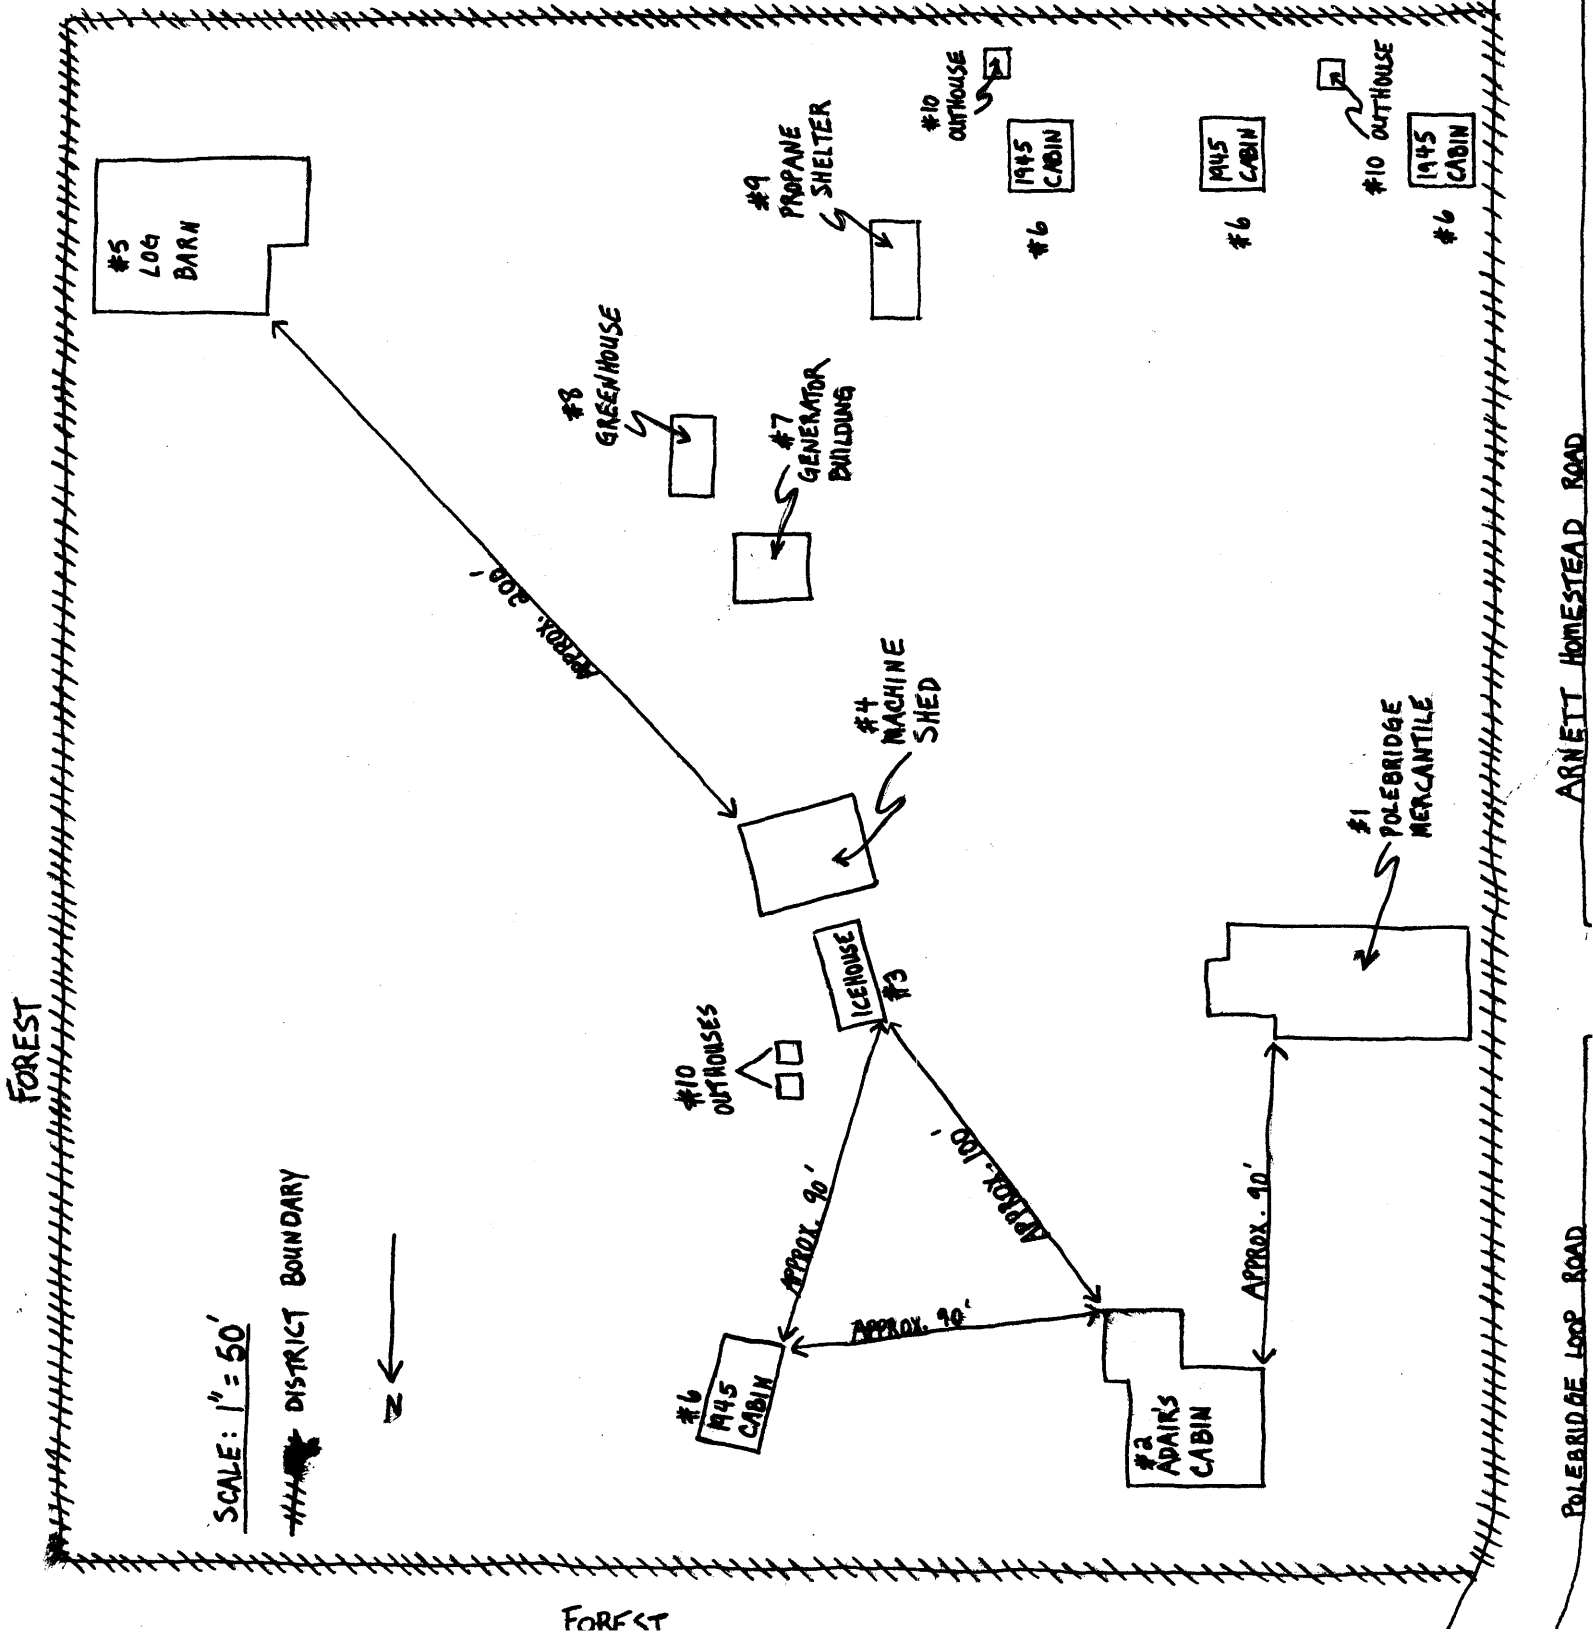 FOREST
SCALE: 1" = 50'
DISTRICT BOUNDARY
N
#5
LOG
BARN
APPROX. 200'
#8
GREENHOUSE
#7
GENERATOR
BUILDING
#9
PROPANE
SHELTER
#10
OUTHOUSE
1945
CABIN
#6
1945
CABIN
#6
#10 OUTHOUSE
1945
CABIN
#6
#4
MACHINE
SHED
ICEHOUSE
#3
#10
OUTHOUSES
APPROX. 90'
APPROX. 100'
APPROX. 90'
#6
1945
CABIN
#2
ADAIR'S
CABIN
APPROX. 90'
#1
POLEBRIDGE
MERCANTILE
FOREST
POLEBRIDGE LOOP ROAD
ARNETT HOMESTEAD ROAD